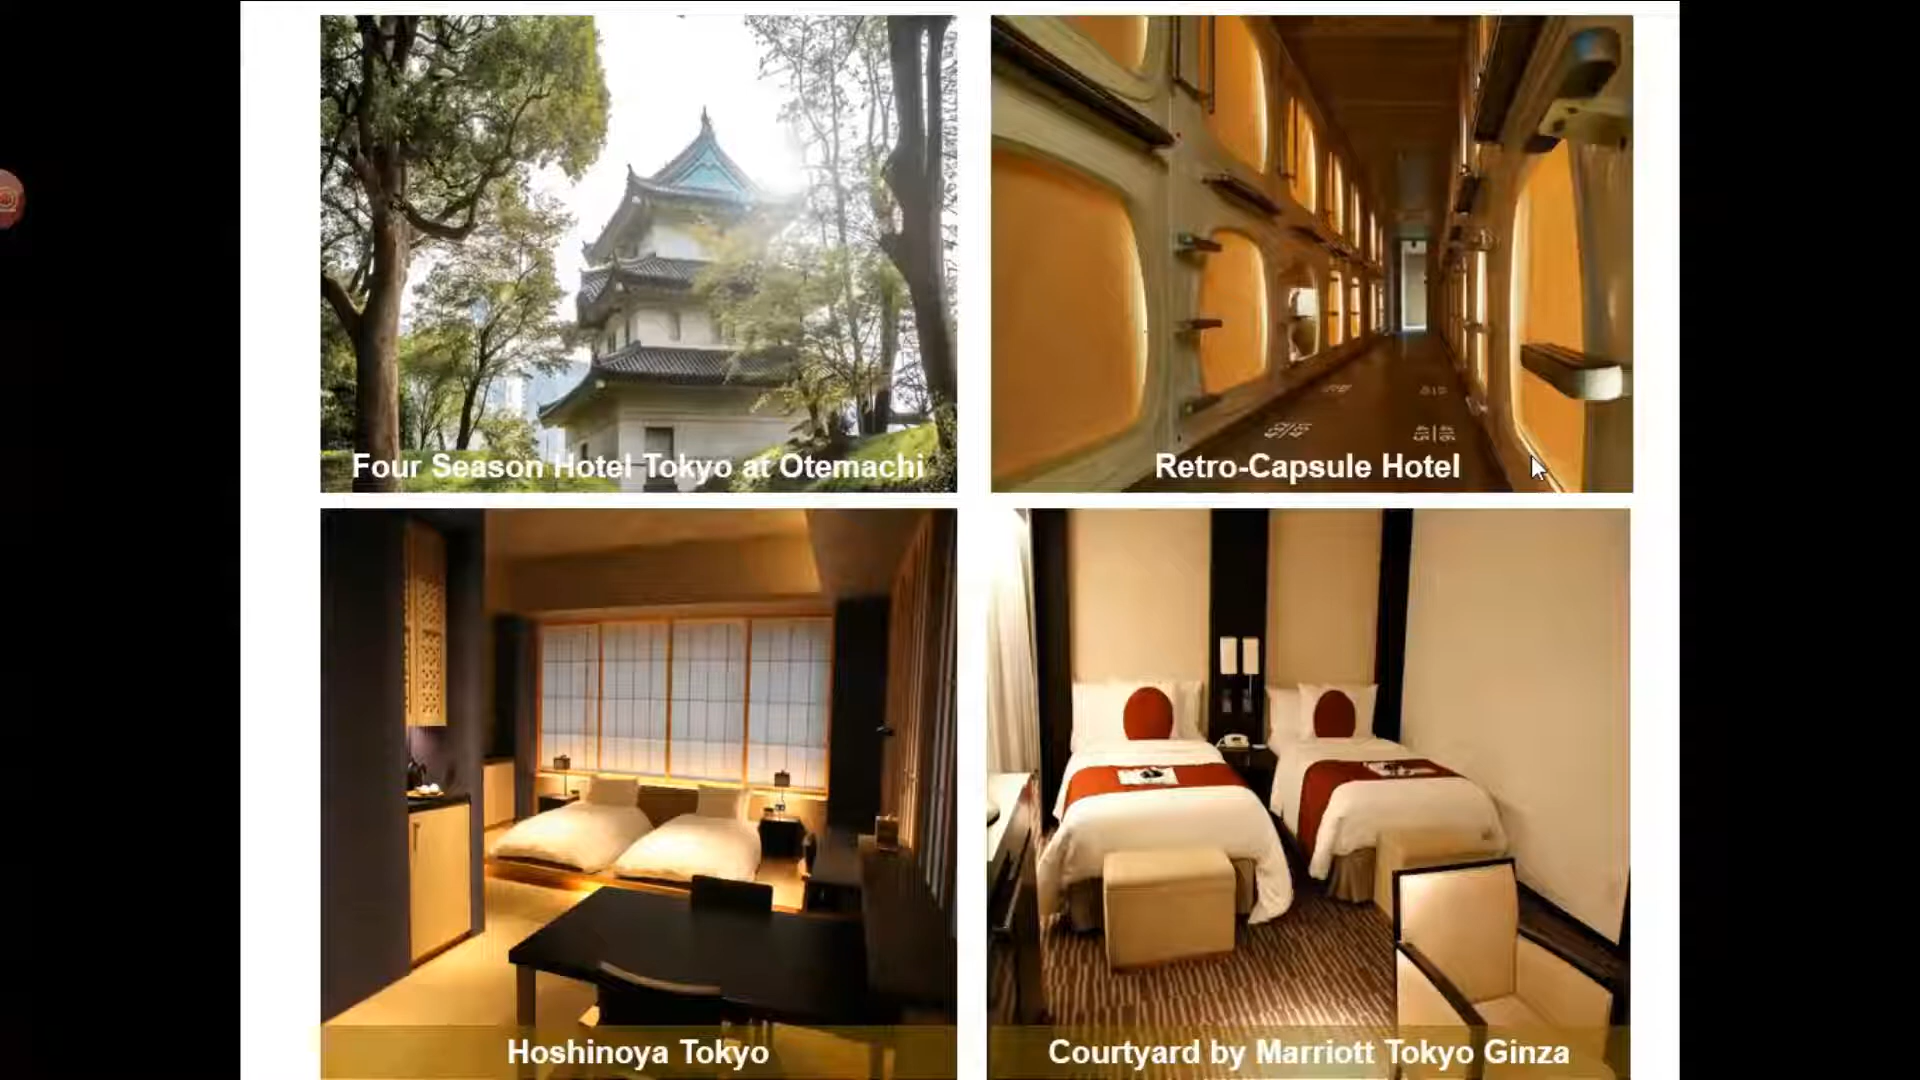 Four Season Hotel Tokyo at Otemachi
Retro-Capsule Hotel
Hoshinoya Tokyo
Courtyard by Marriott Tokyo Ginza